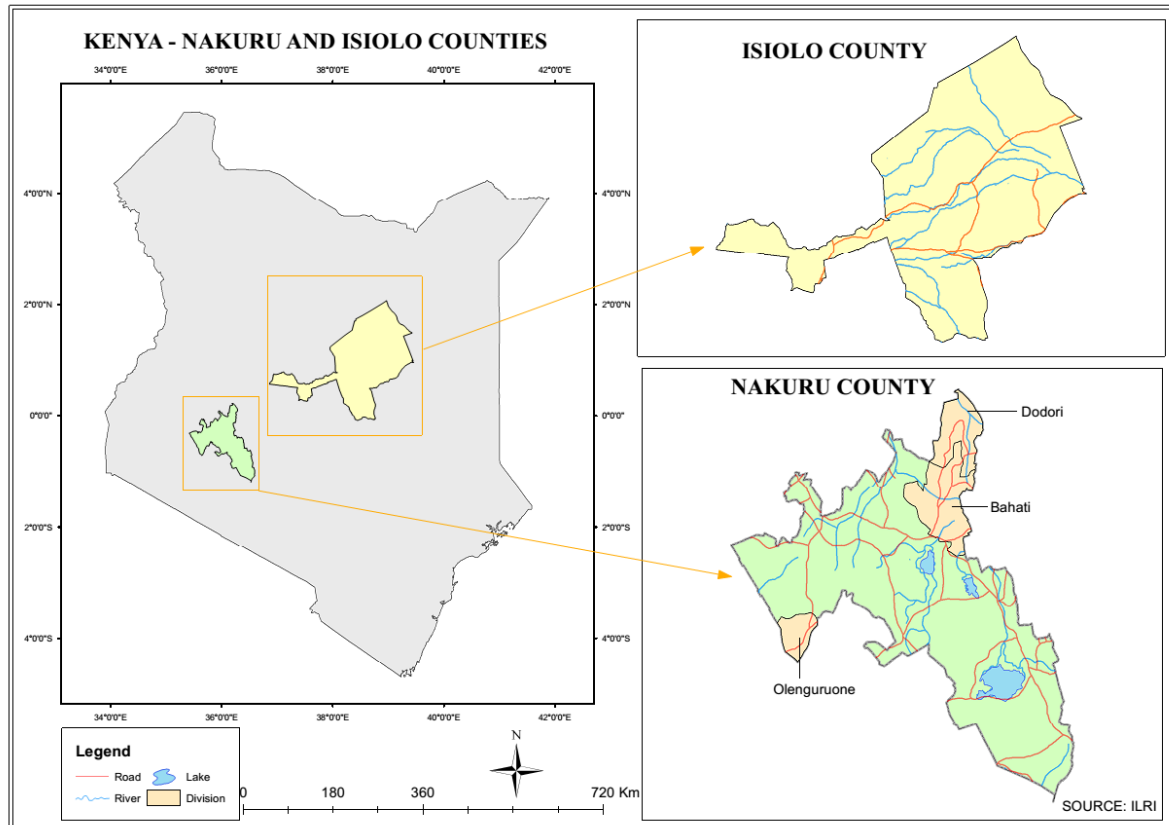 KENYA - NAKURU AND ISIOLO COUNTIES
34°0'0"E 36°0'0"E 38°0'0"E 40°0'0"E 42°0'0"E
4°0'0"N 4°0'0"N
2°0'0"N 2°0'0"N
0°0'0" 0°0'0"
2°0'0"S 2°0'0"S
4°0'0"S 4°0'0"S
34°0'0"E 36°0'0"E 38°0'0"E 40°0'0"E 42°0'0"E
Legend
Road Lake
River Division
N
0 180 360 720 Km
ISIOLO COUNTY
NAKURU COUNTY
Dodori
Bahati
Olenguruone
SOURCE: ILRI